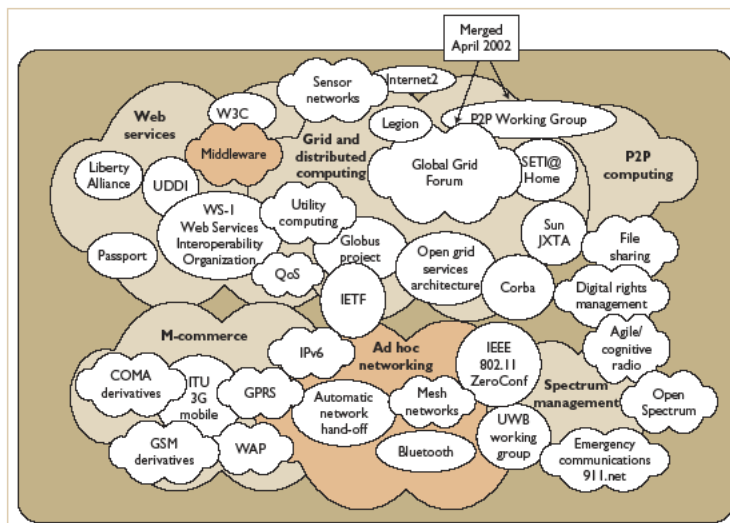 Merged
April 2002
Sensor
networks
Internet2
Web
services
W3C
Legion
P2P Working Group
Middleware
Grid and
distributed
computing
Global Grid
Forum
SETI@
Home
P2P
computing
Liberty
Alliance
UDDI
Utility
computing
WS-1
Web Services
Interoperability
Organization
Globus
project
Sun
JXTA
File
sharing
Passport
QoS
Open grid
services
architecture
Corba
Digital rights
management
IETF
M-commerce
IPv6
Ad hoc
networking
IEEE
802.11
ZeroConf
Agile/
cognitive
radio
COMA
derivatives
ITU
3G
mobile
GPRS
Automatic
network
hand-off
Mesh
networks
Spectrum
management
Open
Spectrum
GSM
derivatives
WAP
Bluetooth
UWB
working
group
Emergency
communications
911.net